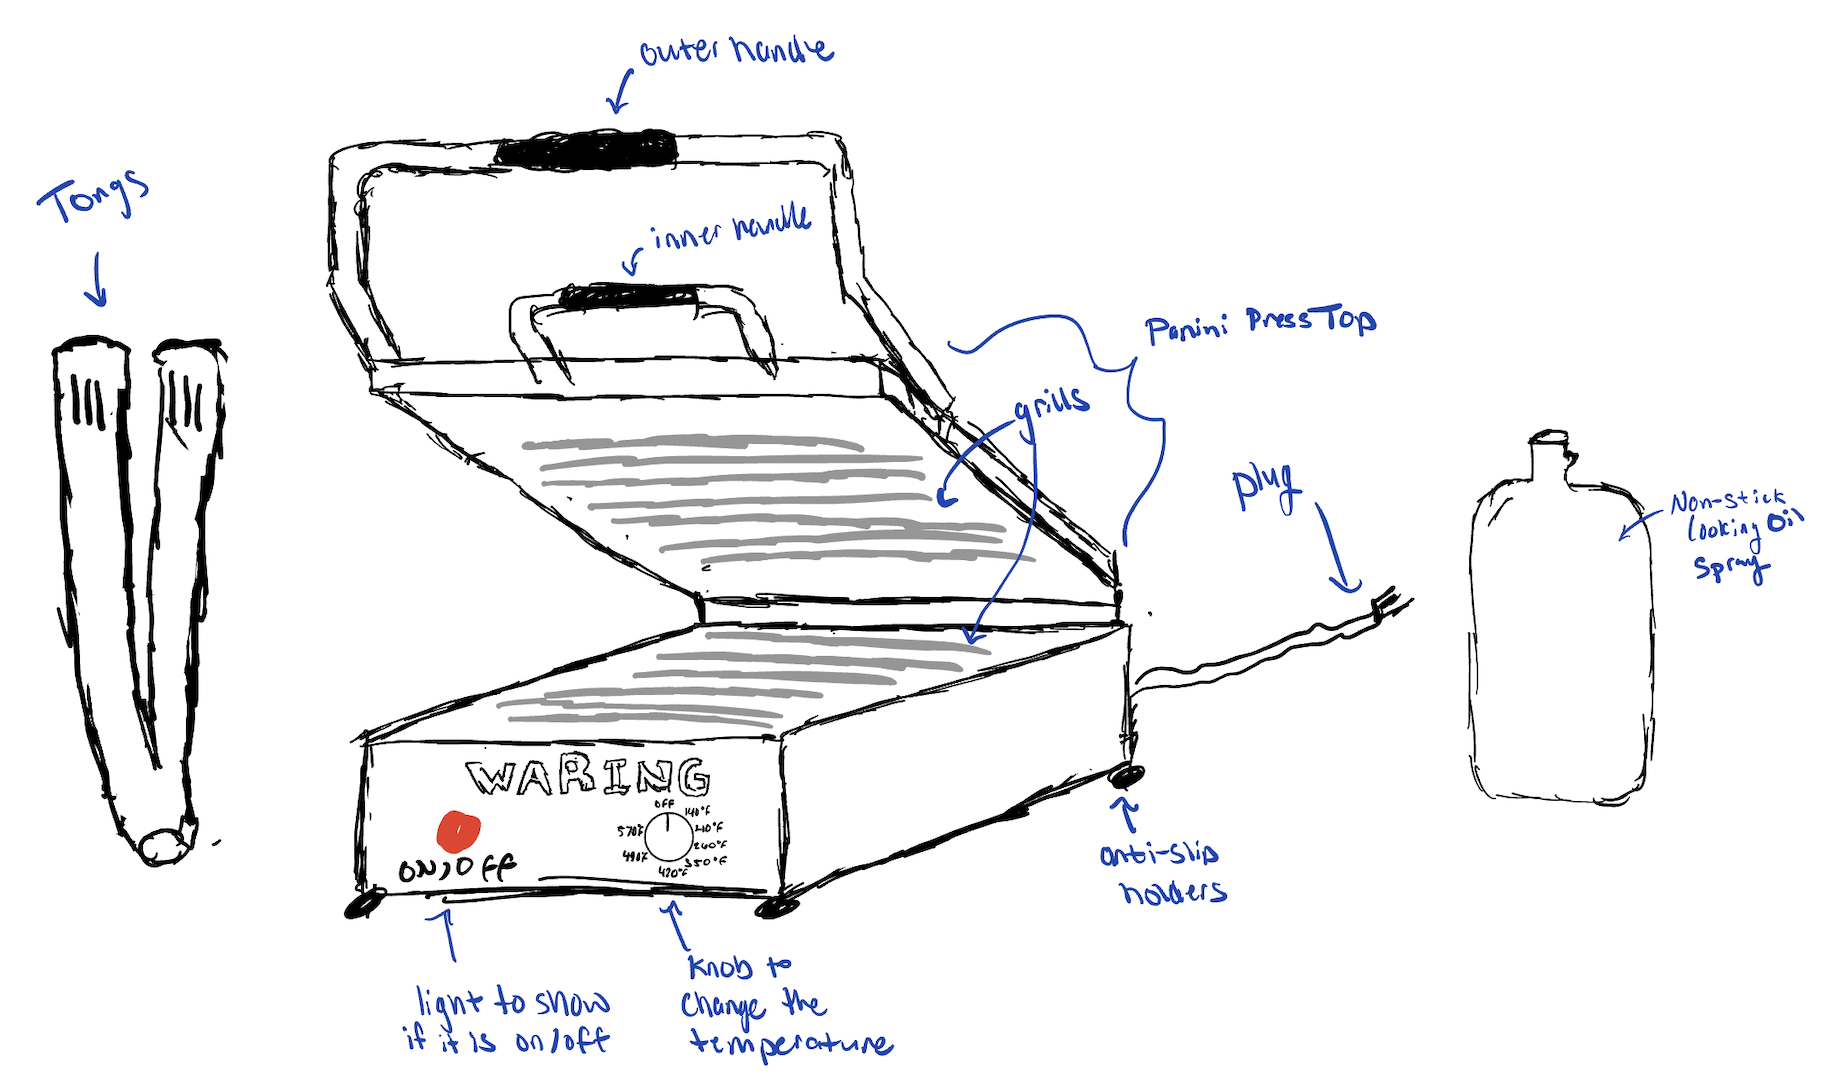 outer handle
Tongs
inner handle
Panini Press Top
grills
plug
Non-stick
Cooking Oil
Spray
WARING
OFF
140°F
210°F
260°F
350°F
420°F
490°F
570°F
ON/OFF
anti-slip
holders
light to show
if it is on/off
knob to
change the
temperature